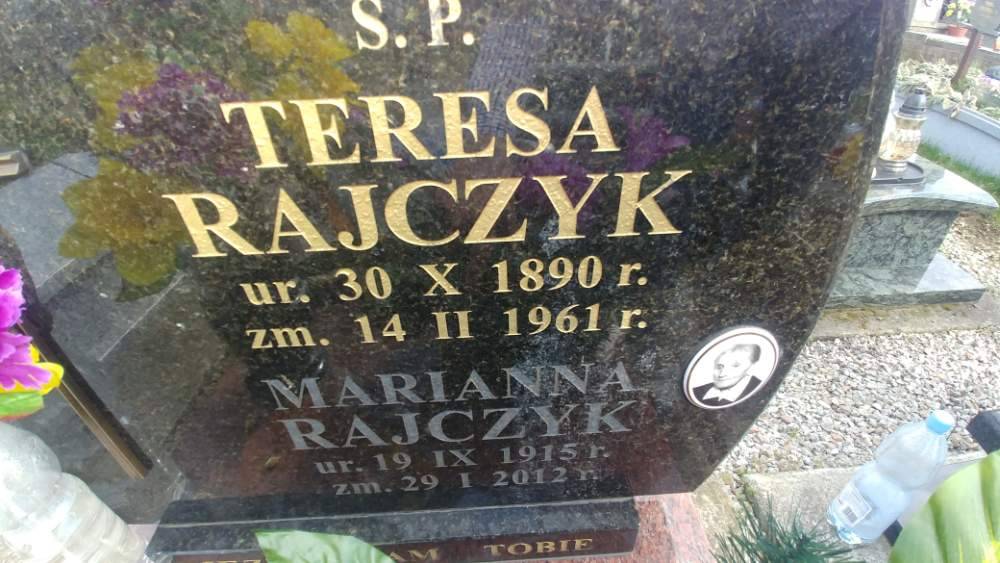 S. P.
TERESA
RAJCZYK
ur. 30 X 1890 r.
zm. 14 II 1961 r.
MARIANNA
RAJCZYK
ur. 19 IX 1915 r.
zm. 29 I 2012 r.
TOBIE